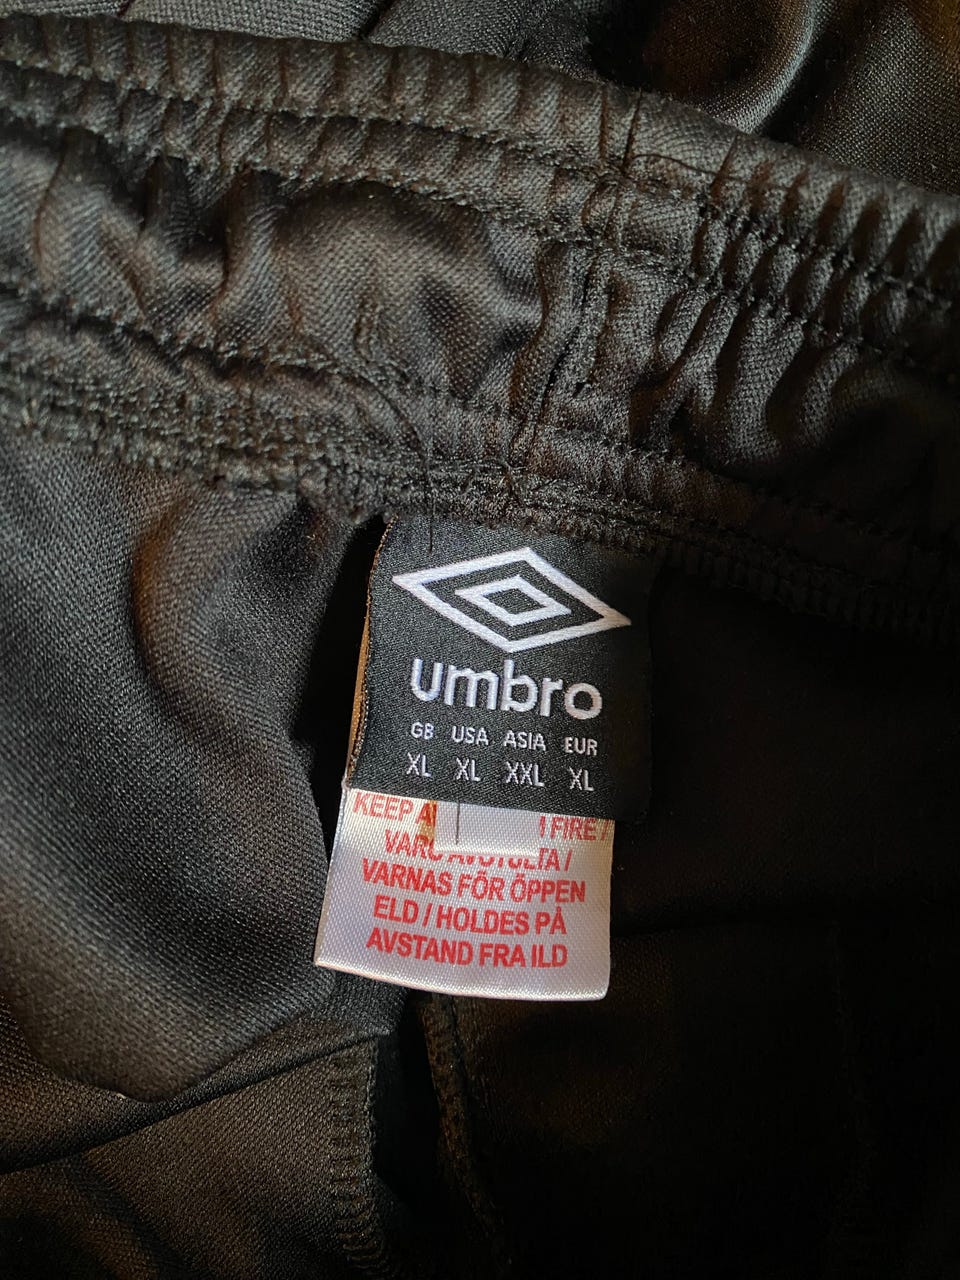 umbro
GB USA ASIA EUR
XL XL XXL XL
KEEP FIRE /
VARNAS FÖR ÖPPEN
ELD / HOLDES PÅ
AVSTAND FRA ILD